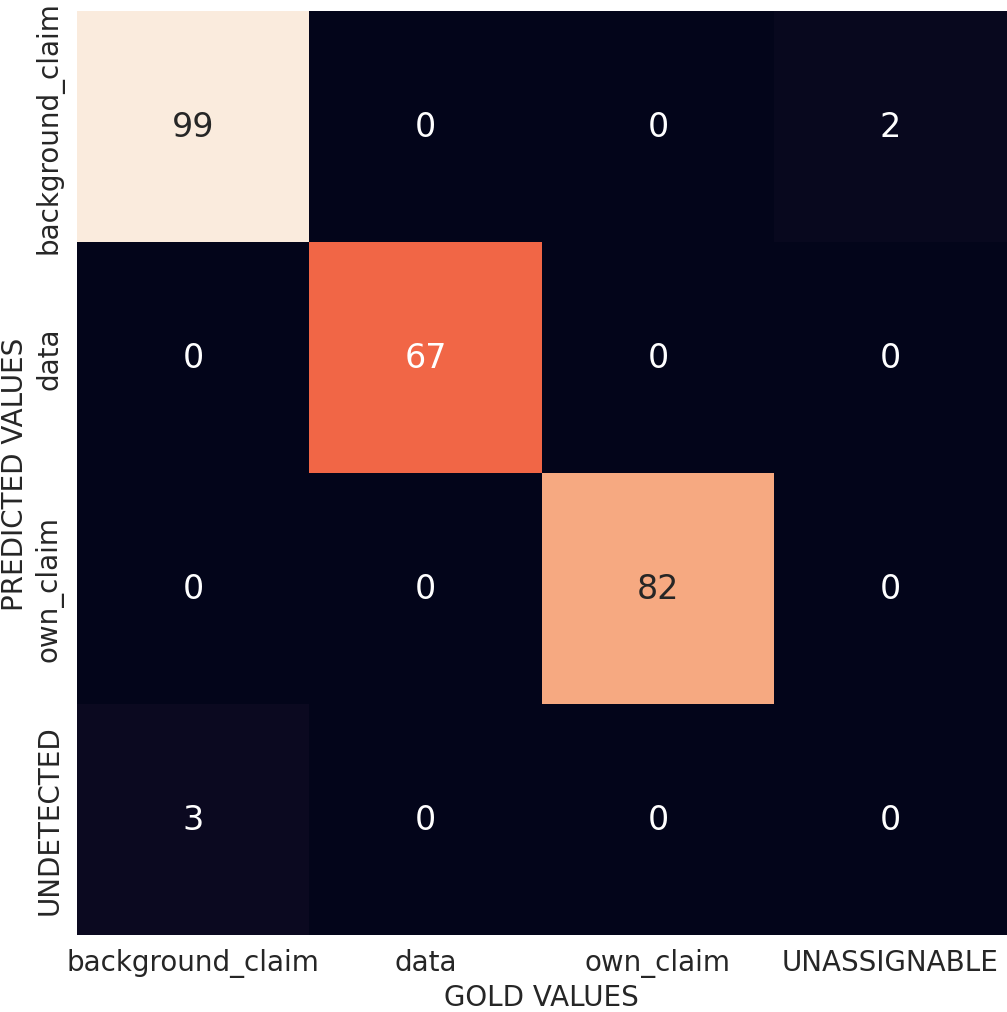 PREDICTED VALUES
background_claim
99 0 0 2
data
0 67 0 0
own_claim
0 0 82 0
UNDETECTED
3 0 0 0
background_claim data own_claim UNASSIGNABLE
GOLD VALUES